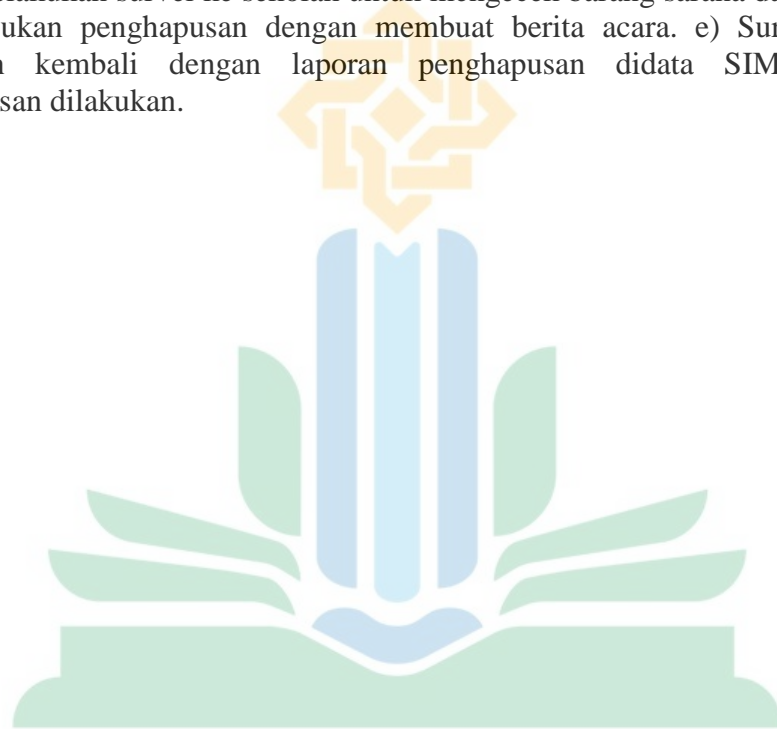 survei ke sekolah untuk mengecek barang sarana
ukan penghapusan dengan membuat berita acara. e) Sur
kembali dengan laporan penghapusan didata SIM
san dilakukan.